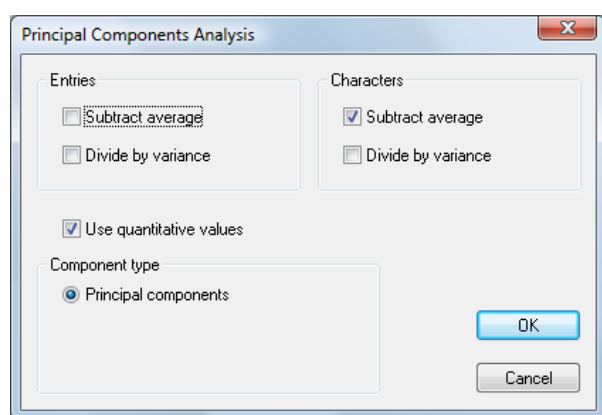 Principal Components Analysis
Entries
Subtract average
Divide by variance
Characters
Subtract average
Divide by variance
Use quantitative values
Component type
Principal components
OK
Cancel